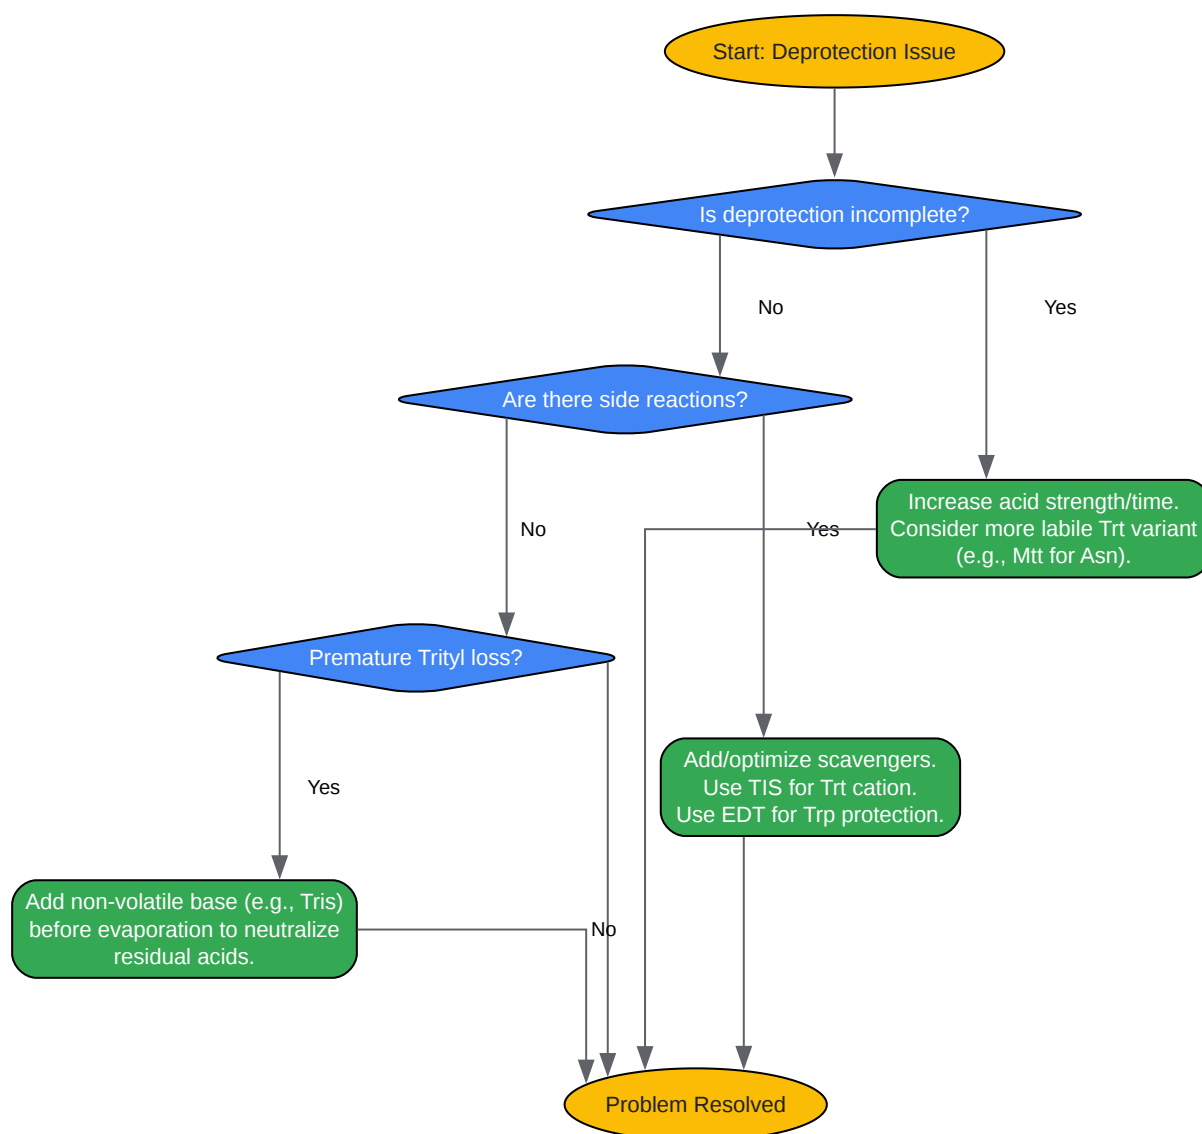 Start: Deprotection Issue
Is deprotection incomplete?
No
Yes
Are there side reactions?
Increase acid strength/time.
Consider more labile Trt variant
(e.g., Mtt for Asn).
No
Yes
Premature Trityl loss?
Add/optimize scavengers.
Use TIS for Trt cation.
Use EDT for Trp protection.
Yes
Add non-volatile base (e.g., Tris)
before evaporation to neutralize
residual acids.
No
Problem Resolved